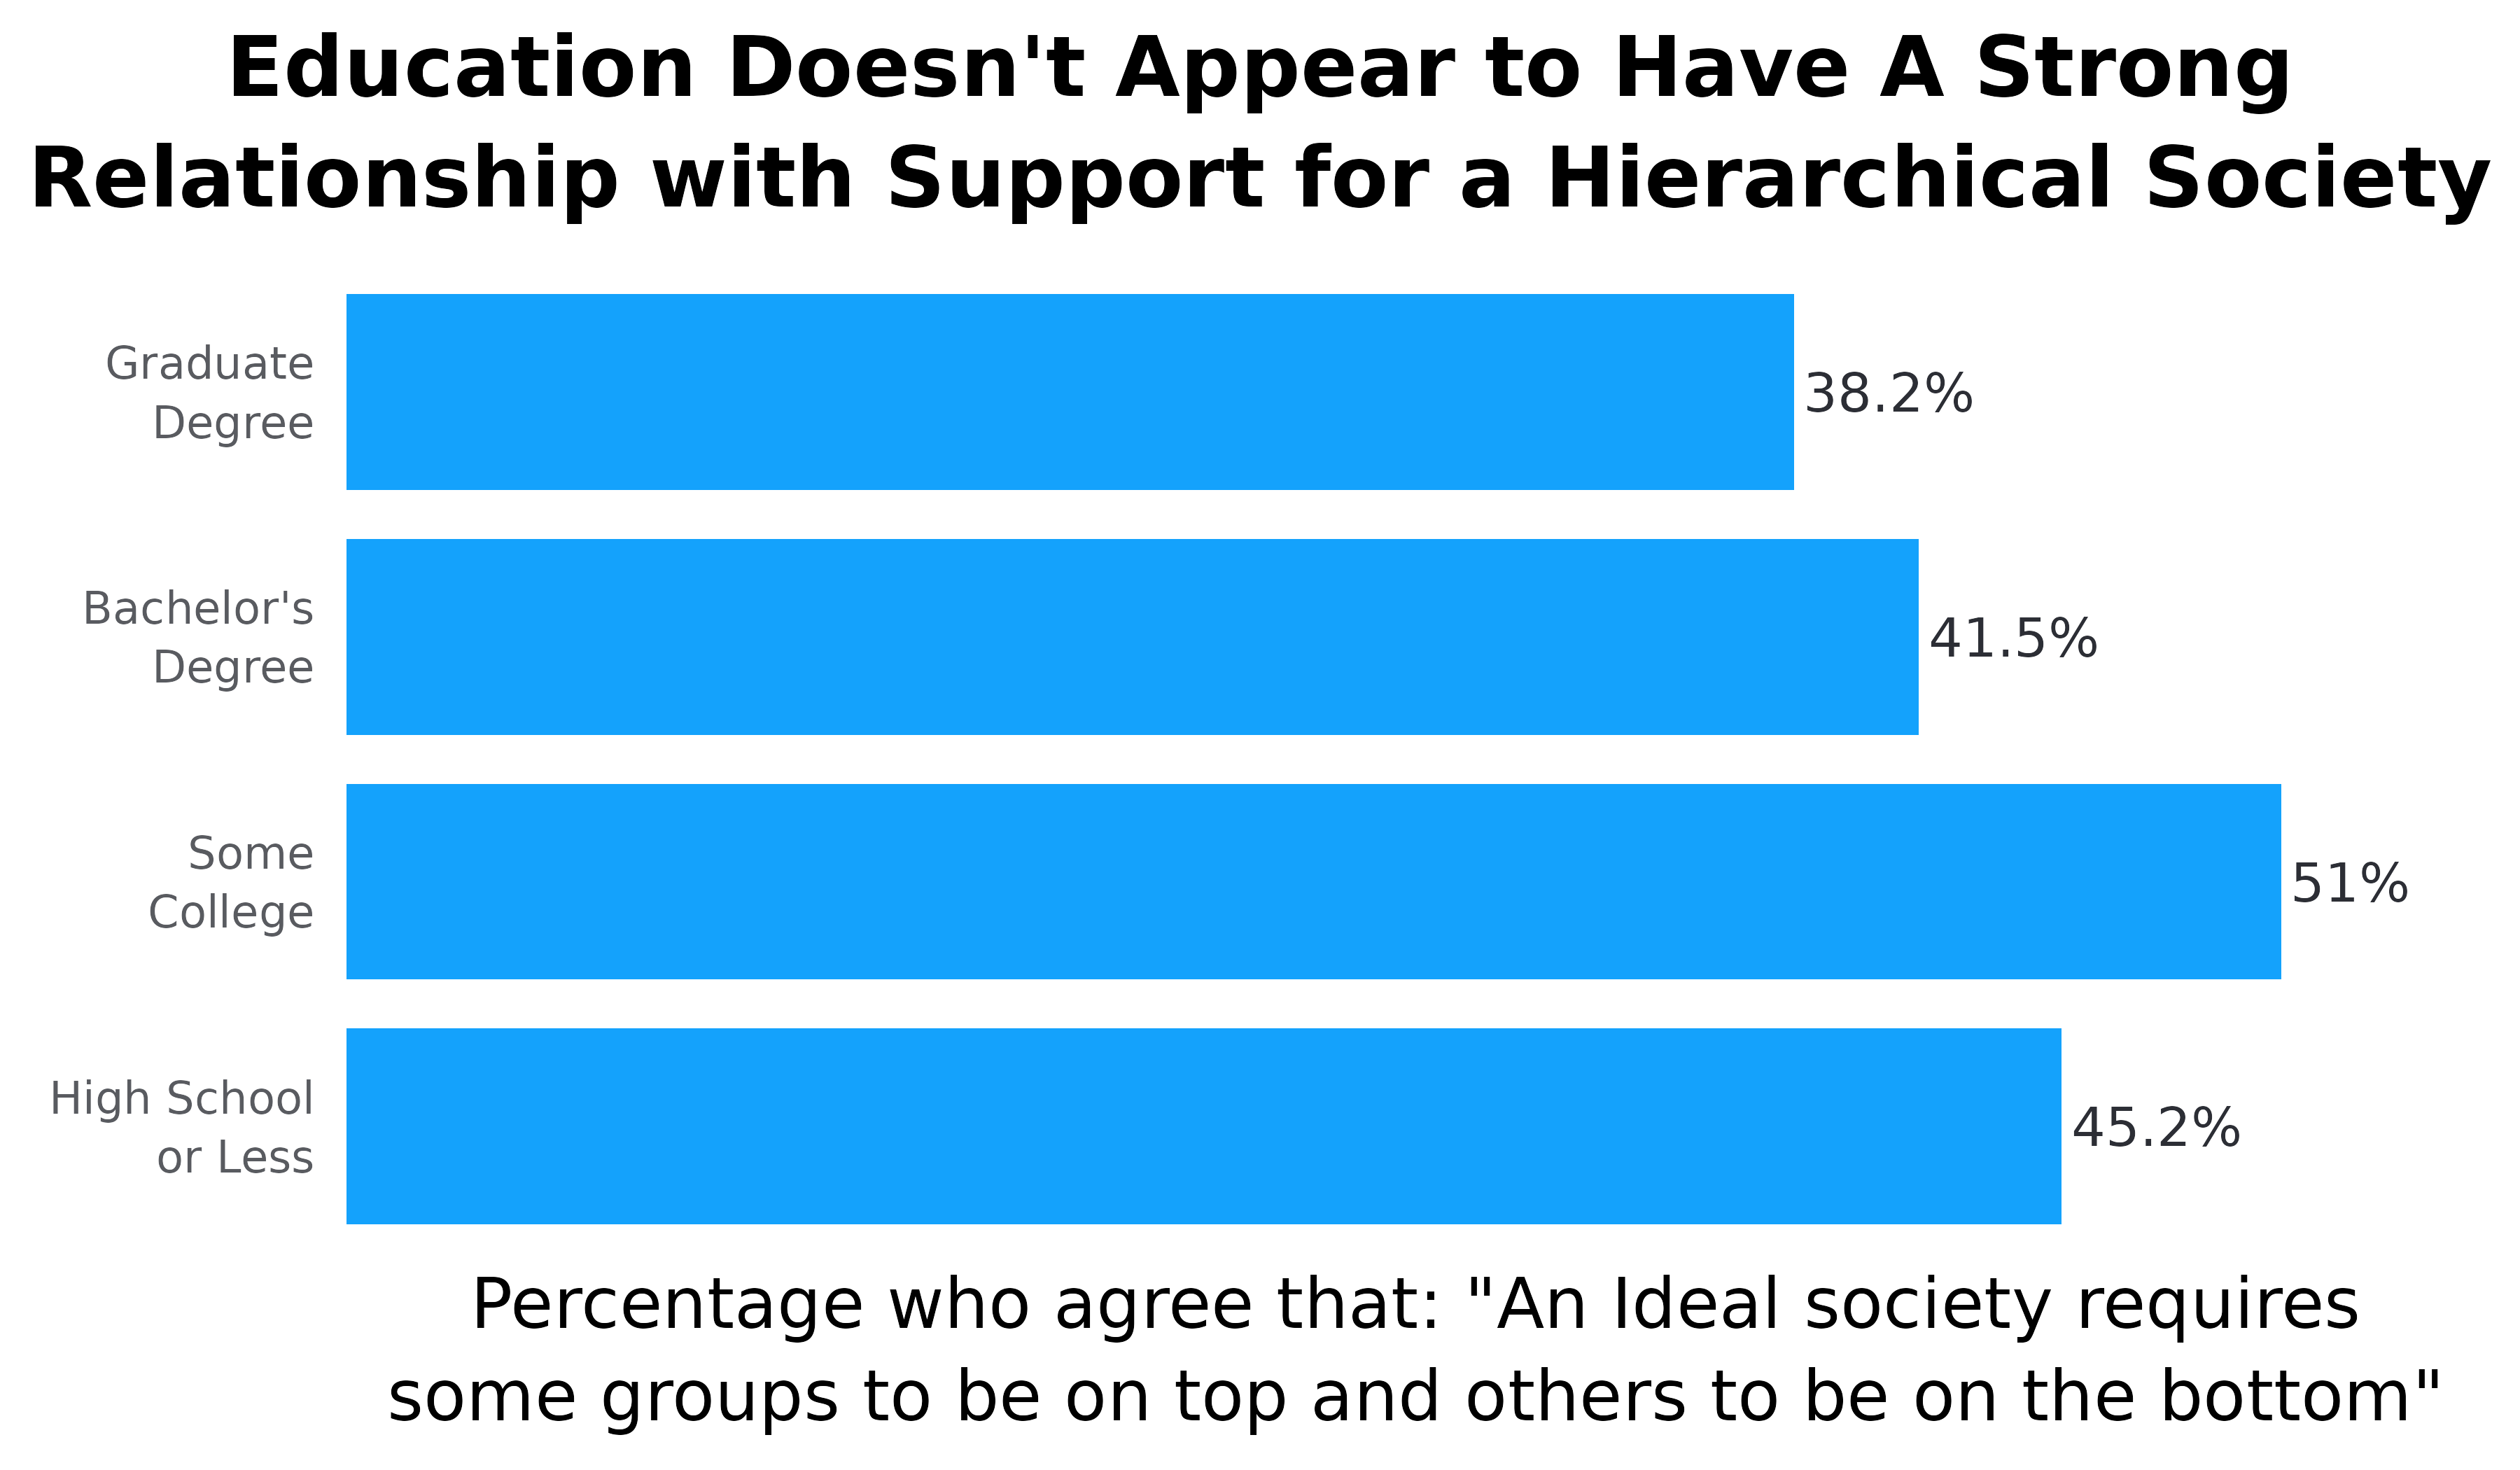 Education Doesn't Appear to Have A Strong
Relationship with Support for a Hierarchical Society
Graduate
Degree
38.2%
Bachelor's
Degree
41.5%
Some
College
51%
High School
or Less
45.2%
Percentage who agree that: "An Ideal society requires
some groups to be on top and others to be on the bottom"